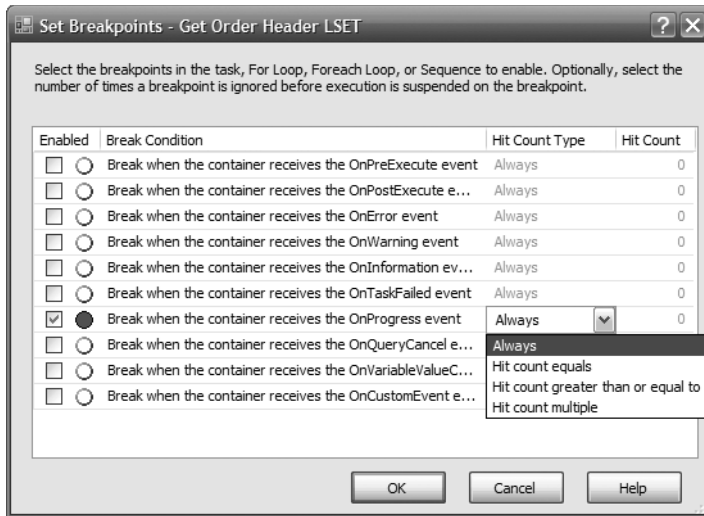 Set Breakpoints - Get Order Header LSET
Select the breakpoints in the task, For Loop, Foreach Loop, or Sequence to enable. Optionally, select the
number of times a breakpoint is ignored before execution is suspended on the breakpoint.
Enabled Break Condition Hit Count Type Hit Count
Break when the container receives the OnPreExecute event Always 0
Break when the container receives the OnPostExecute e... Always 0
Break when the container receives the OnError event Always 0
Break when the container receives the OnWarning event Always 0
Break when the container receives the OnInformation ev... Always 0
Break when the container receives the OnTaskFailed event Always 0
Break when the container receives the OnProgress event Always 0
Break when the container receives the OnQueryCancel e... Always
Break when the container receives the OnVariableValueC... Hit count equals
Hit count greater than or equal to
Break when the container receives the OnCustomEvent e... Hit count multiple
OK Cancel Help